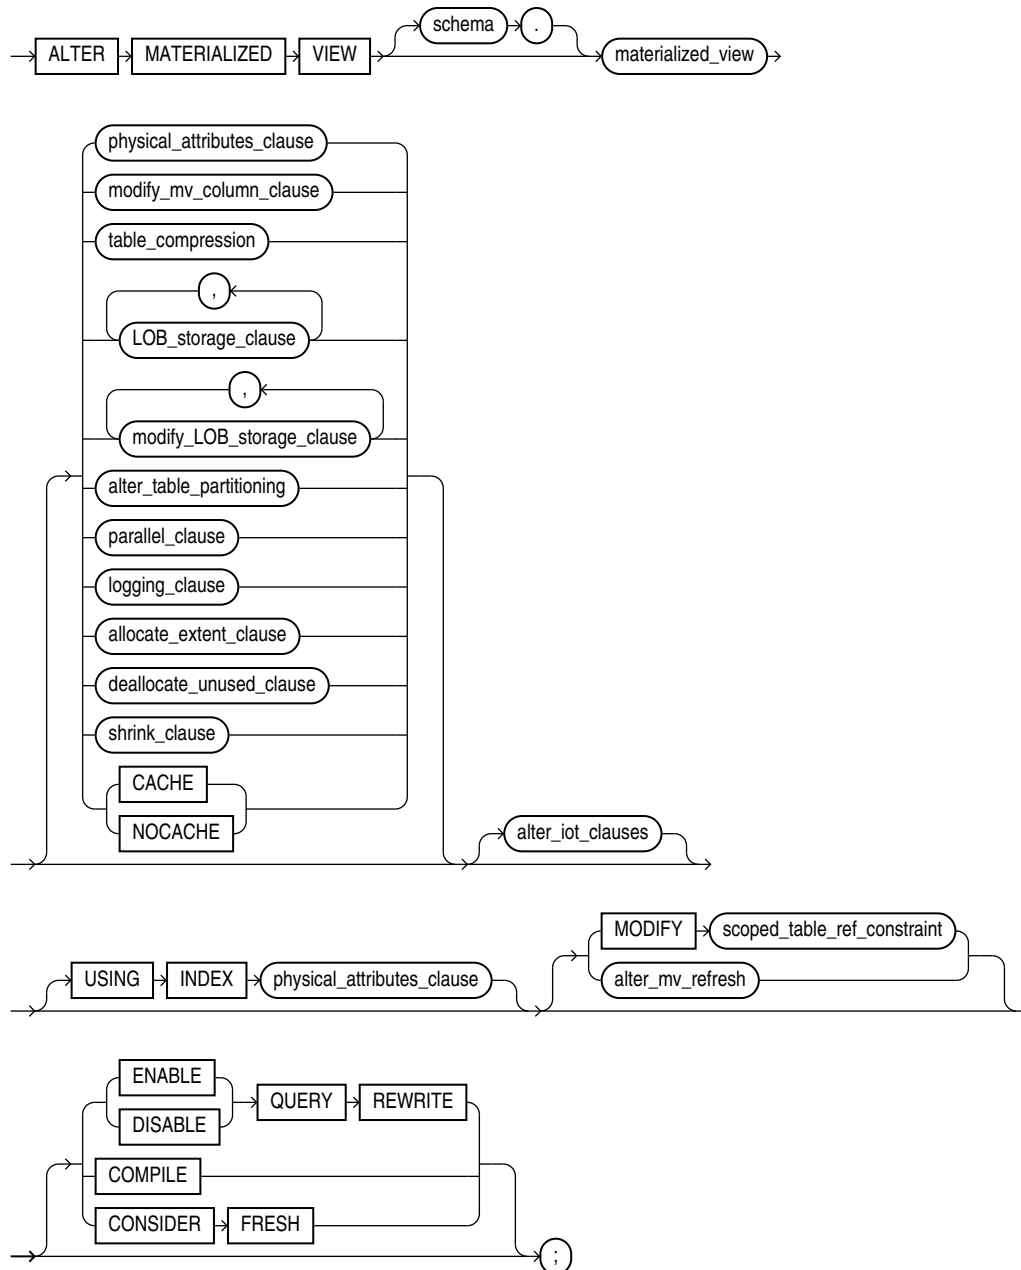 schema .
ALTER MATERIALIZED VIEW materialized_view
physical_attributes_clause
modify_mv_column_clause
table_compression
,
LOB_storage_clause
,
modify_LOB_storage_clause
alter_table_partitioning
parallel_clause
logging_clause
allocate_extent_clause
deallocate_unused_clause
shrink_clause
CACHE
NOCACHE
alter_iot_clauses
MODIFY scoped_table_ref_constraint
USING INDEX physical_attributes_clause
alter_mv_refresh
ENABLE
QUERY REWRITE
DISABLE
COMPILE
CONSIDER FRESH
;